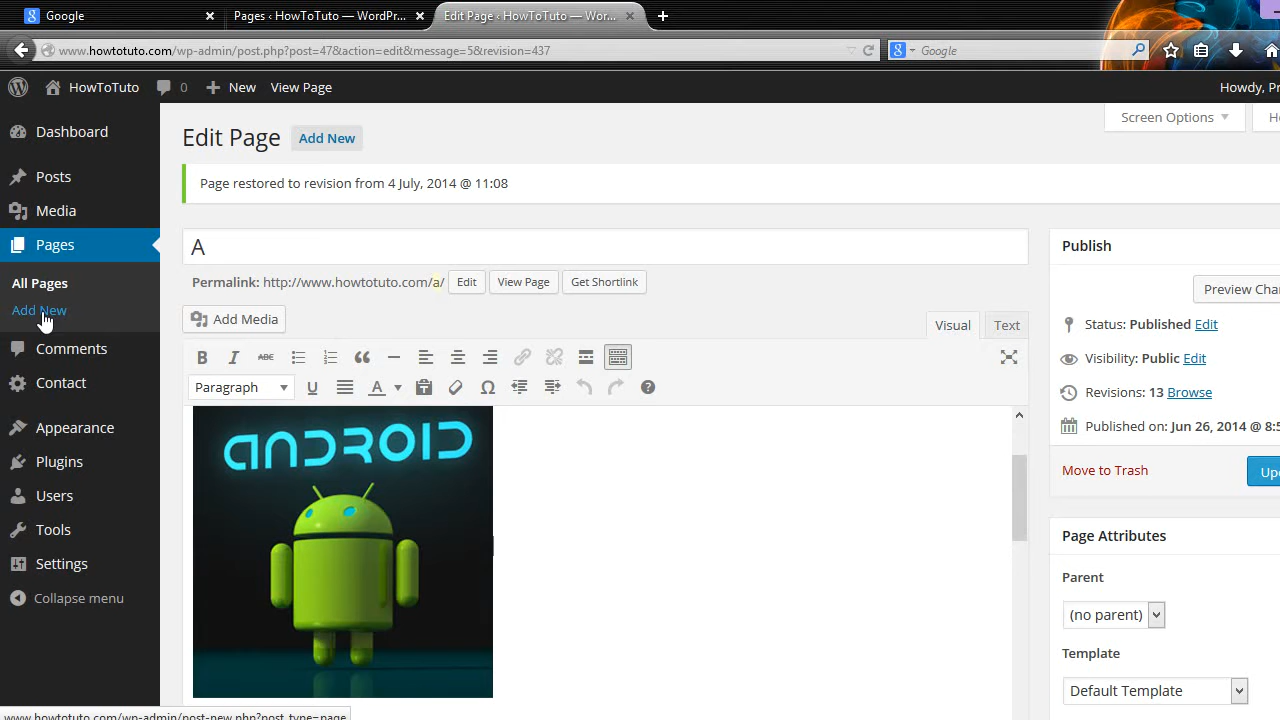 Google
Pages ‹ HowToTuto — WordPr...
Edit Page ‹ HowToTuto — Wor...
www.howtotuto.com/wp-admin/post.php?post=47&action=edit&message=5&revision=437
Google
HowToTuto
0
New
View Page
Howdy, Pr
Dashboard
Posts
Media
Pages
All Pages
Add New
Comments
Contact
Appearance
Plugins
Users
Tools
Settings
Collapse menu
Screen Options
He
Edit Page
Add New
Page restored to revision from 4 July, 2014 @ 11:08
A
Permalink: http://www.howtotuto.com/a/
Edit
View Page
Get Shortlink
Add Media
Visual
Text
B I ABC
Paragraph
U A Ω
ANDROID
Publish
Preview Chan
Status: Published Edit
Visibility: Public Edit
Revisions: 13 Browse
Published on: Jun 26, 2014 @ 8:5
Move to Trash
Up
Page Attributes
Parent
(no parent)
Template
Default Template
www.howtotuto.com/wp-admin/post-new.php?post_type=page